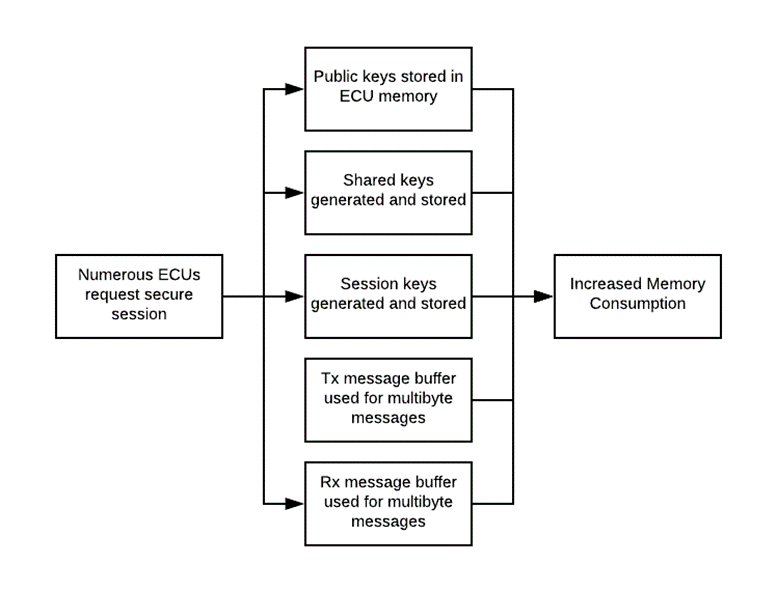 Public keys stored in
ECU memory
Shared keys
generated and stored
Numerous ECUs
request secure
session
Session keys
generated and stored
Increased Memory
Consumption
Tx message buffer
used for multibyte
messages
Rx message buffer
used for multibyte
messages